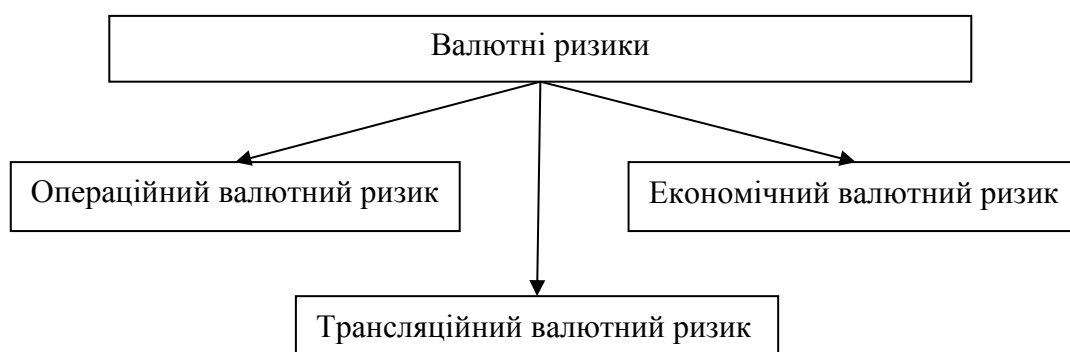 Валютні ризики
Операційний валютний ризик
Економічний валютний ризик
Трансляційний валютний ризик